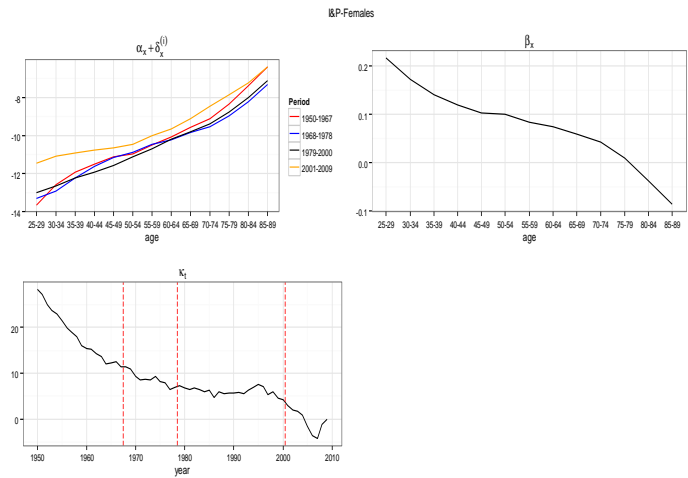 I&P-Females
αₓ + δₓ⁽ⁱ⁾
-8
-10
-12
-14
25-29 30-34 35-39 40-44 45-49 50-54 55-59 60-64 65-69 70-74 75-79 80-84 85-89
age
Period
1950-1967
1968-1978
1979-2000
2001-2009
βₓ
0.2
0.1
0.0
-0.1
25-29 30-34 35-39 40-44 45-49 50-54 55-59 60-64 65-69 70-74 75-79 80-84 85-89
age
κₜ
20
10
0
1950 1960 1970 1980 1990 2000 2010
year